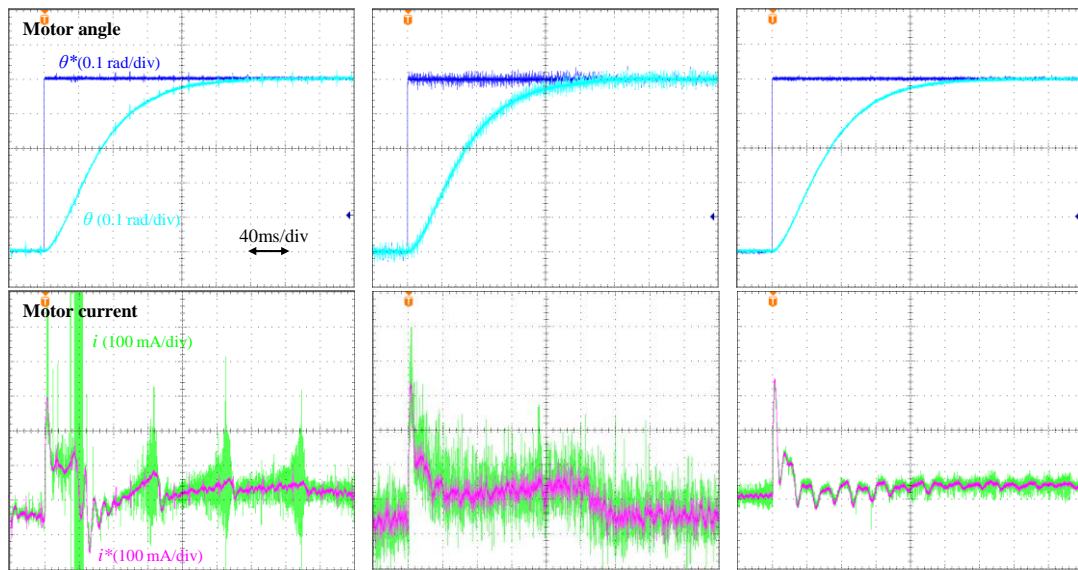 T
T
T
Motor angle
θ*(0.1 rad/div)
θ (0.1 rad/div)
40ms/div
T
T
T
Motor current
i (100 mA/div)
i*(100 mA/div)